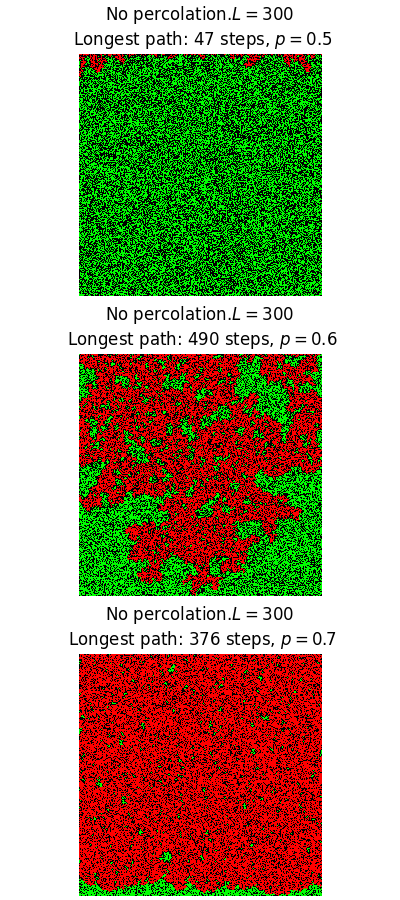 No percolation.L = 300
Longest path: 47 steps, p = 0.5
No percolation.L = 300
Longest path: 490 steps, p = 0.6
No percolation.L = 300
Longest path: 376 steps, p = 0.7